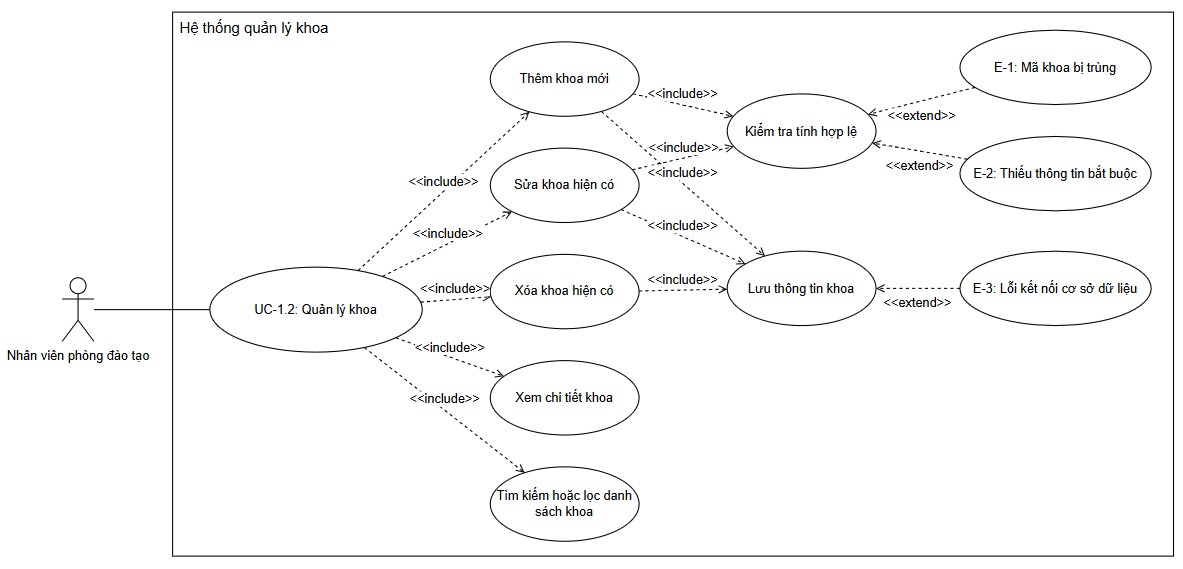 Hệ thống quản lý khoa
Thêm khoa mới
E-1: Mã khoa bị trùng
<<include>>
<<extend>>
Kiểm tra tính hợp lệ
<<include>>
<<extend>>
E-2: Thiếu thông tin bắt buộc
<<include>>
<<include>>
Sửa khoa hiện có
<<include>>
<<include>>
Xóa khoa hiện có
<<include>>
<<include>>
Lưu thông tin khoa
<<extend>>
E-3: Lỗi kết nối cơ sở dữ liệu
UC-1.2: Quản lý khoa
Nhân viên phòng đào tạo
<<include>>
Xem chi tiết khoa
<<include>>
Tìm kiếm hoặc lọc danh
sách khoa